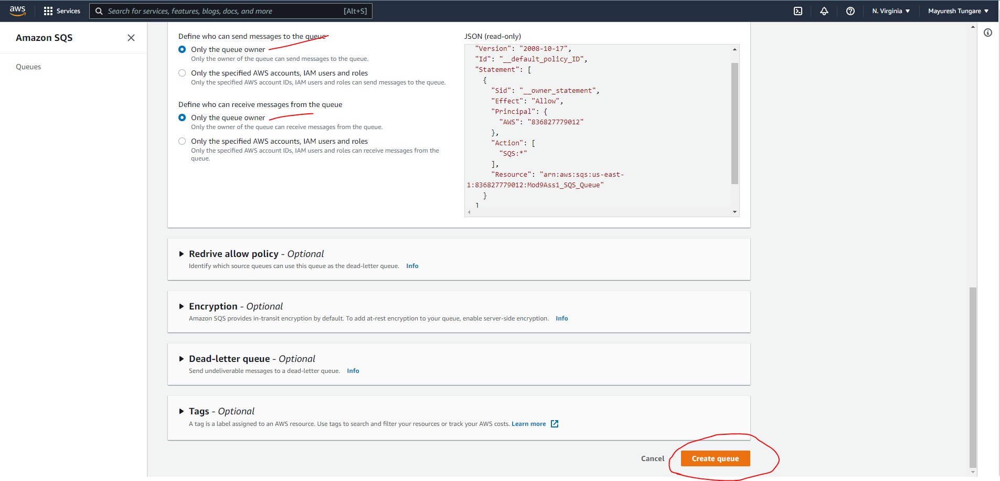 aws
Services
Search for services, features, blogs, docs, and more
[Alt+S]
N. Virginia
Mayuresh Tungare
Amazon SQS
Queues
Define who can send messages to the queue
Only the queue owner
Only the owner of the queue can send messages to the queue.
Only the specified AWS accounts, IAM users and roles
Only the specified AWS account IDs, IAM users and roles can send messages to the queue.
Define who can receive messages from the queue
Only the queue owner
Only the owner of the queue can receive messages from the queue.
Only the specified AWS accounts, IAM users and roles
Only the specified AWS account IDs, IAM users and roles can receive messages from the
queue.
JSON (read-only)
"Version": "2008-10-17",
"Id": "__default_policy_ID",
"Statement": [
{
"Sid": "__owner_statement",
"Effect": "Allow",
"Principal": {
"AWS": "836827779012"
},
"Action": [
"SQS:*"
],
"Resource": "arn:aws:sqs:us-east-
1:836827779012:Mod9Ass1_SQS_Queue"
}
]
Redrive allow policy - Optional
Identify which source queues can use this queue as the dead-letter queue. Info
Encryption - Optional
Amazon SQS provides in-transit encryption by default. To add at-rest encryption to your queue, enable server-side encryption. Info
Dead-letter queue - Optional
Send undeliverable messages to a dead-letter queue. Info
Tags - Optional
A tag is a label assigned to an AWS resource. Use tags to search and filter your resources or track your AWS costs. Learn more
Cancel
Create queue